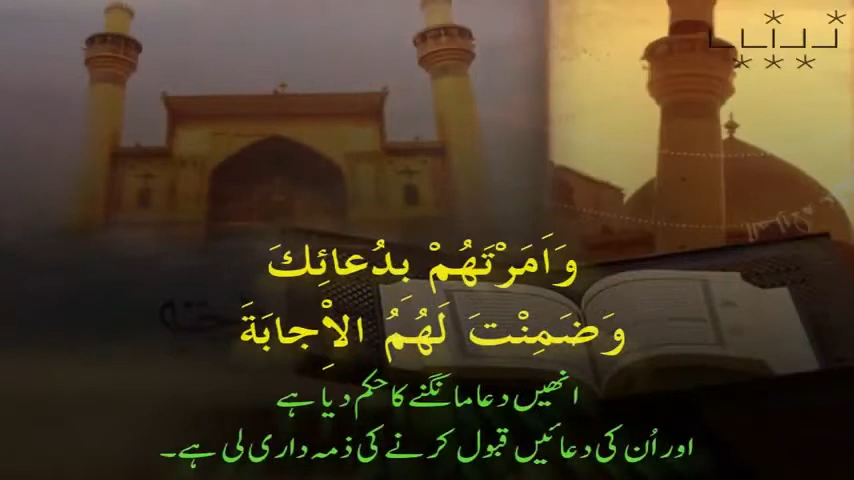 وَاَمَرْتَهُمْ بِدُعائِكَ
وَضَمِنْتَ لَهُمُ الاِْجابَةَ
انھیں دعا مانگنے کا حکم دیا ہے
اور اُن کی دعائیں قبول کرنے کی ذمہ داری لی ہے۔